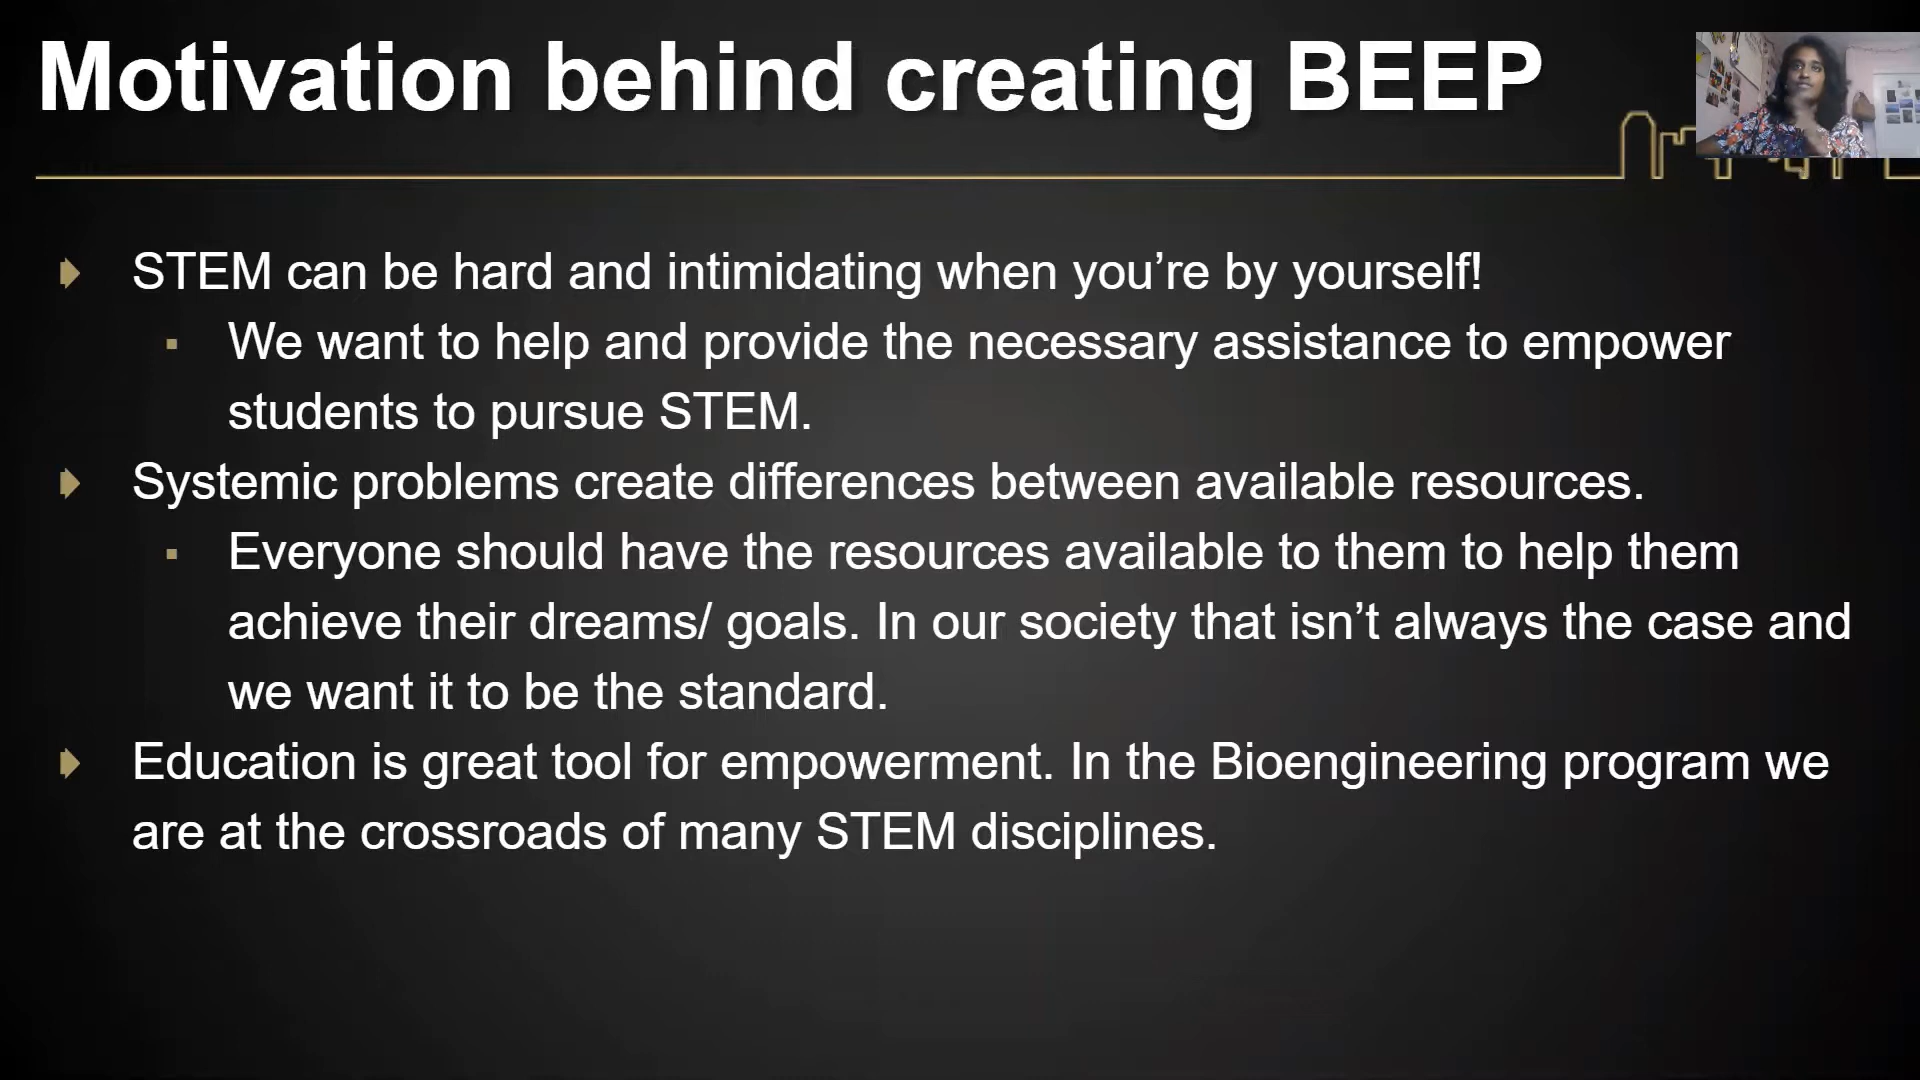 Motivation behind creating BEEP
STEM can be hard and intimidating when you’re by yourself!
We want to help and provide the necessary assistance to empower
students to pursue STEM.
Systemic problems create differences between available resources.
Everyone should have the resources available to them to help them
achieve their dreams/ goals. In our society that isn’t always the case and
we want it to be the standard.
Education is great tool for empowerment. In the Bioengineering program we
are at the crossroads of many STEM disciplines.